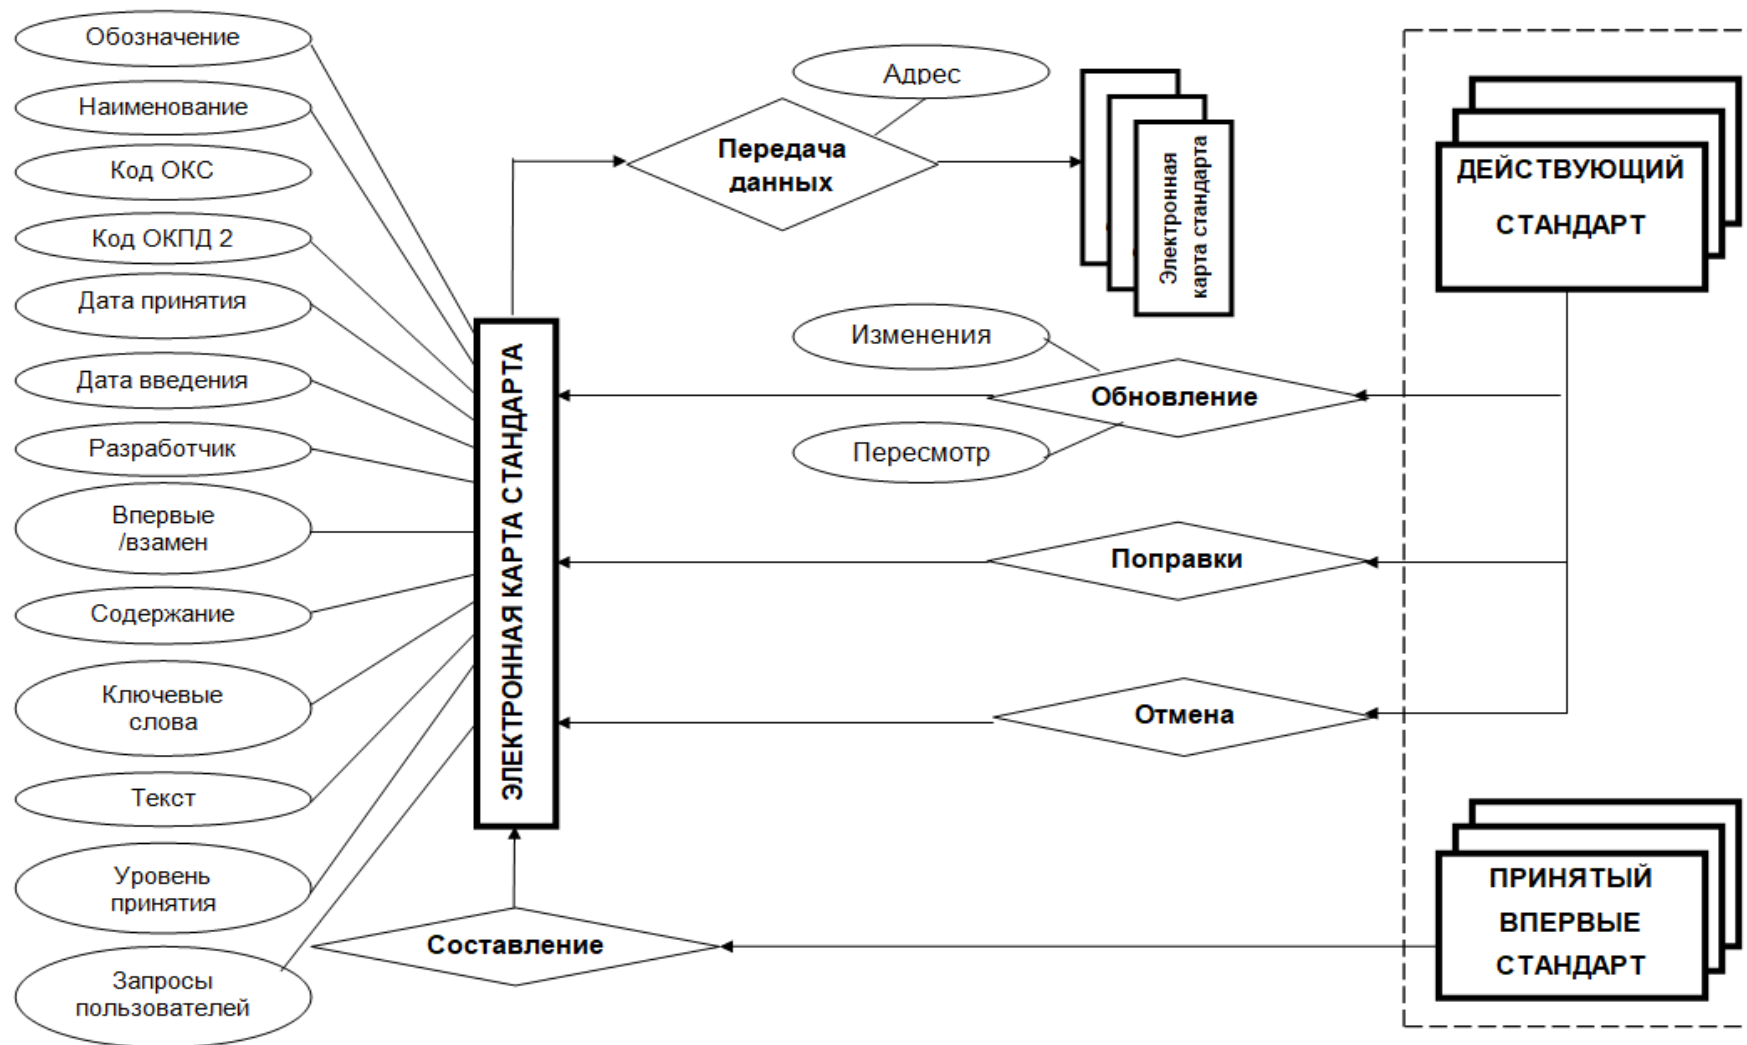 Обозначение
Наименование
Код ОКС
Код ОКПД 2
Дата принятия
Дата введения
Разработчик
Впервые
/взамен
Содержание
Ключевые
слова
Текст
Уровень
принятия
Запросы
пользователей
ЭЛЕКТРОННАЯ КАРТА СТАНДАРТА
Составление
Адрес
Передача
данных
Электронная
карта стандарта
Изменения
Обновление
Пересмотр
Поправки
Отмена
ДЕЙСТВУЮЩИЙ
СТАНДАРТ
ПРИНЯТЫЙ
ВПЕРВЫЕ
СТАНДАРТ